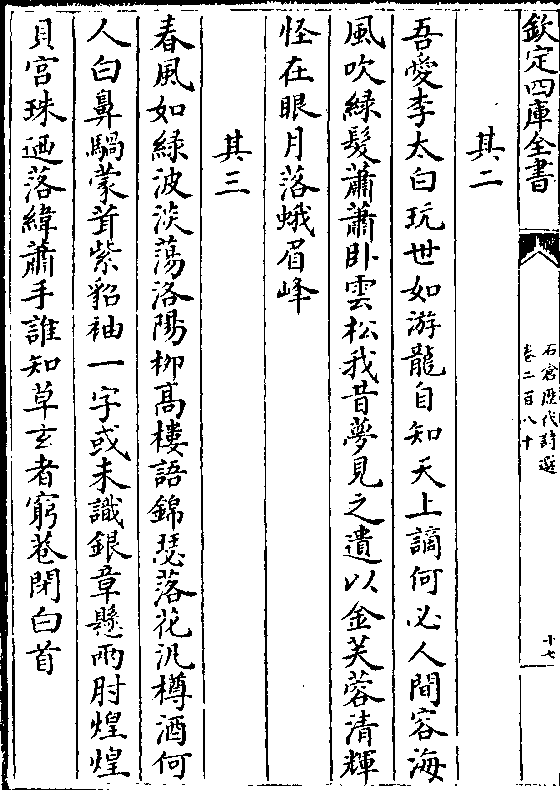 欽定四庫全書
石倉歷代詩選
卷二百八十
十七
其二
吾愛李太白玩世如游龍自知天上謫何必人間容海
風吹緑髮蕭蕭卧雲松我昔夢見之遺以金芙蓉清輝
怪在眼月落蛾眉峰
其三
春風如緑波淡蕩洛陽柳髙樓語錦瑟落花汎樽酒何
人白鼻騧蒙茸紫貂袖一字或未識銀章懸兩肘煌煌
貝宫珠迺落緯蕭手誰知草玄者窮巷閉白首